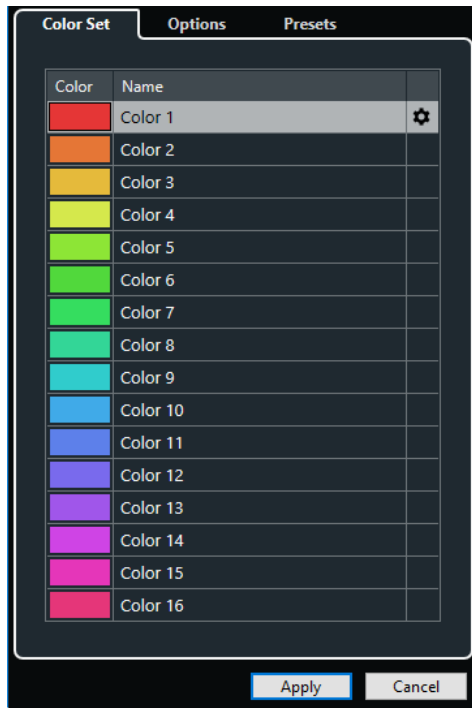 Color Set Options Presets
Color Name
Color 1
Color 2
Color 3
Color 4
Color 5
Color 6
Color 7
Color 8
Color 9
Color 10
Color 11
Color 12
Color 13
Color 14
Color 15
Color 16
Apply Cancel